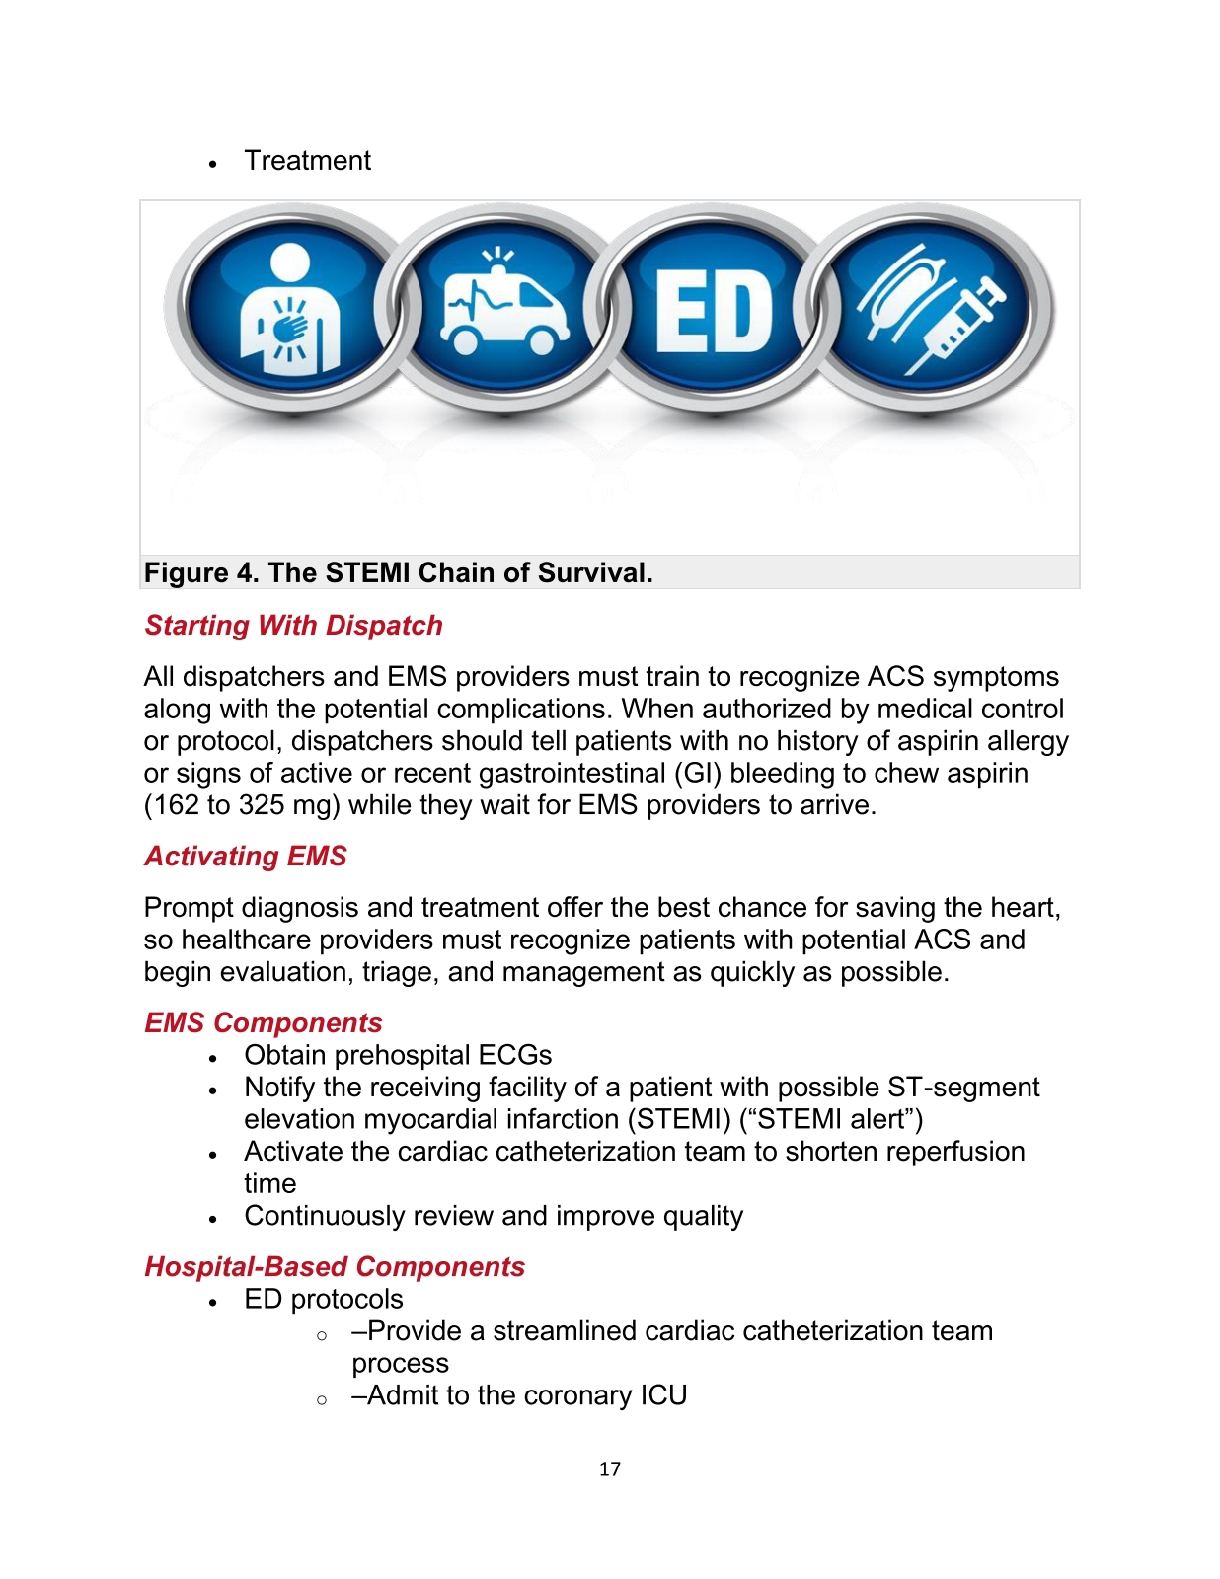 • Treatment
ED
Figure 4. The STEMI Chain of Survival.
Starting With Dispatch
All dispatchers and EMS providers must train to recognize ACS symptoms
along with the potential complications. When authorized by medical control
or protocol, dispatchers should tell patients with no history of aspirin allergy
or signs of active or recent gastrointestinal (GI) bleeding to chew aspirin
(162 to 325 mg) while they wait for EMS providers to arrive.
Activating EMS
Prompt diagnosis and treatment offer the best chance for saving the heart,
so healthcare providers must recognize patients with potential ACS and
begin evaluation, triage, and management as quickly as possible.
EMS Components
• Obtain prehospital ECGs
• Notify the receiving facility of a patient with possible ST-segment
elevation myocardial infarction (STEMI) (“STEMI alert”)
• Activate the cardiac catheterization team to shorten reperfusion
time
• Continuously review and improve quality
Hospital-Based Components
• ED protocols
○ –Provide a streamlined cardiac catheterization team
process
○ –Admit to the coronary ICU
17